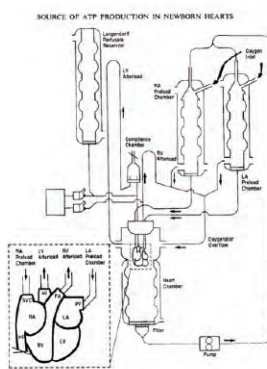 SOURCE OF ATP PRODUCTION IN NEWBORN HEARTS
Langendorff
Perfusate
Reservoir
LV
Afterload
RA
Preload
Chamber
Oxygen
Inlet
Compliance
Chamber
RV
Afterload
LA
Preload
Chamber
Oxygenator
Overflow
Heart
Chamber
Filter
Pump
RA
Preload
Chamber
LV
Afterload
RV
Afterload
LA
Preload
Chamber
SVC
PA
PV
RA
LA
RV
LV